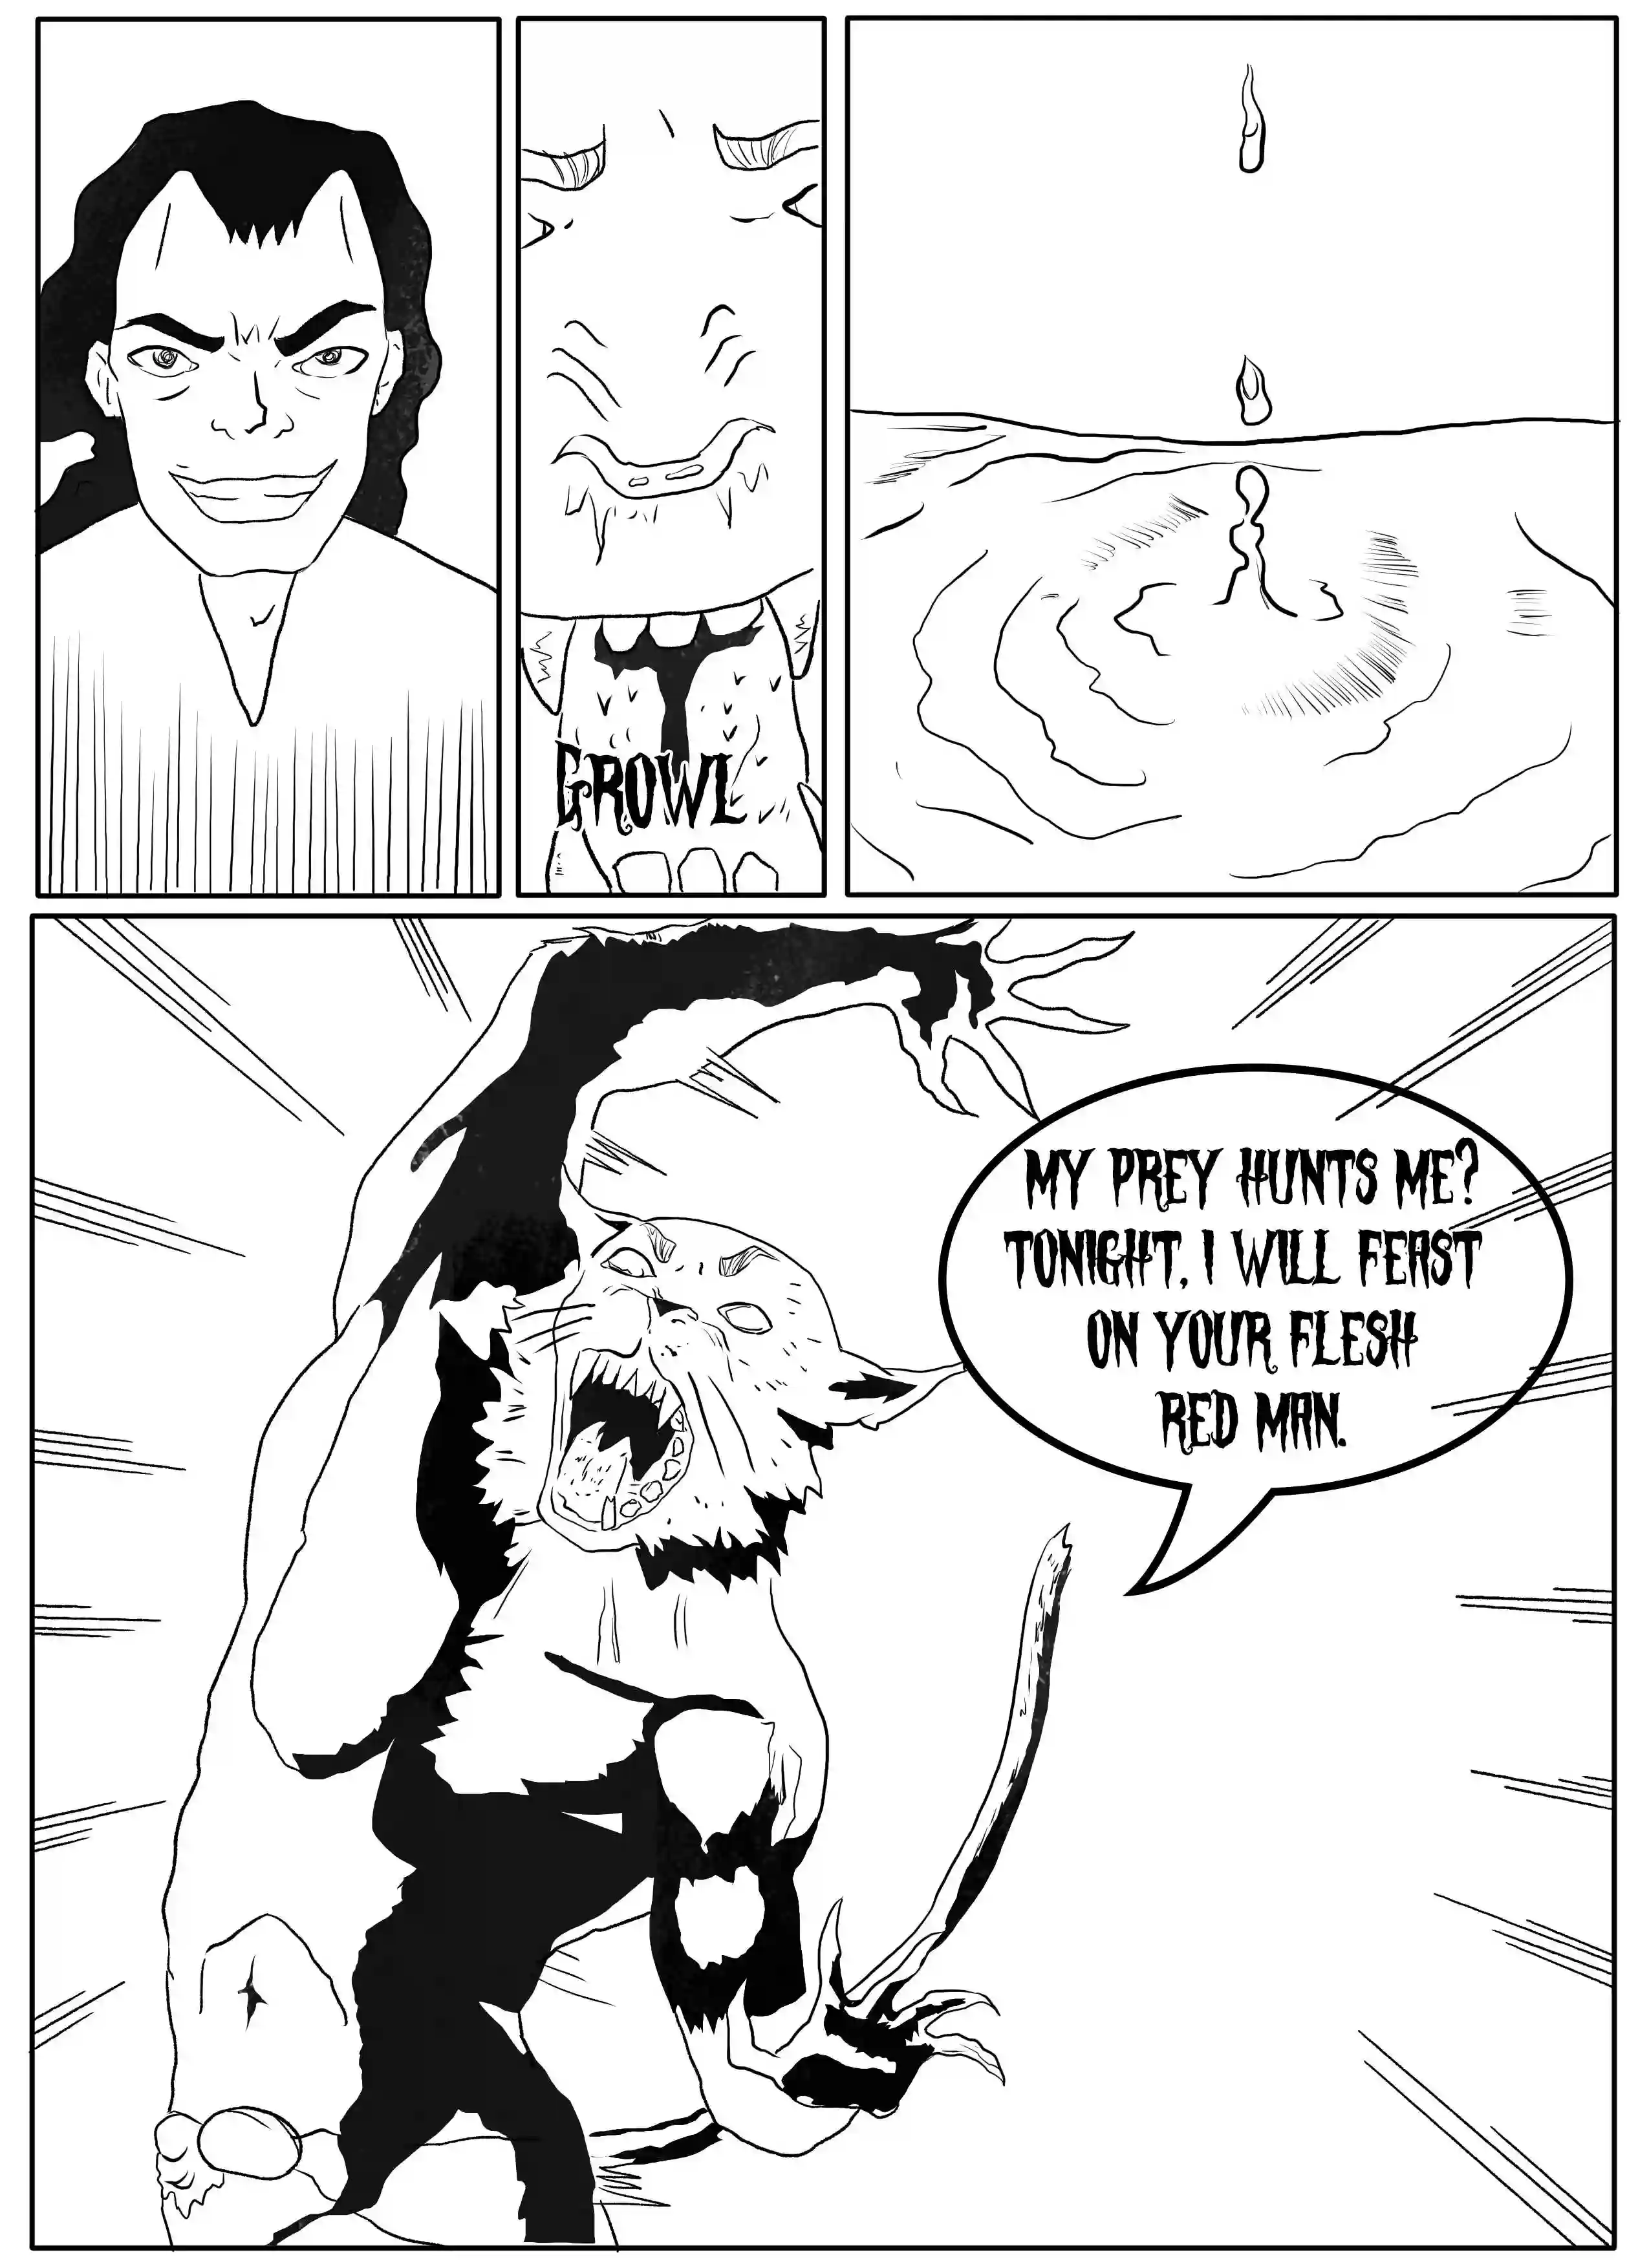 GROWL
MY PREY HUNTS ME?
TONIGHT, I WILL FEAST
ON YOUR FLESH
RED MAN.